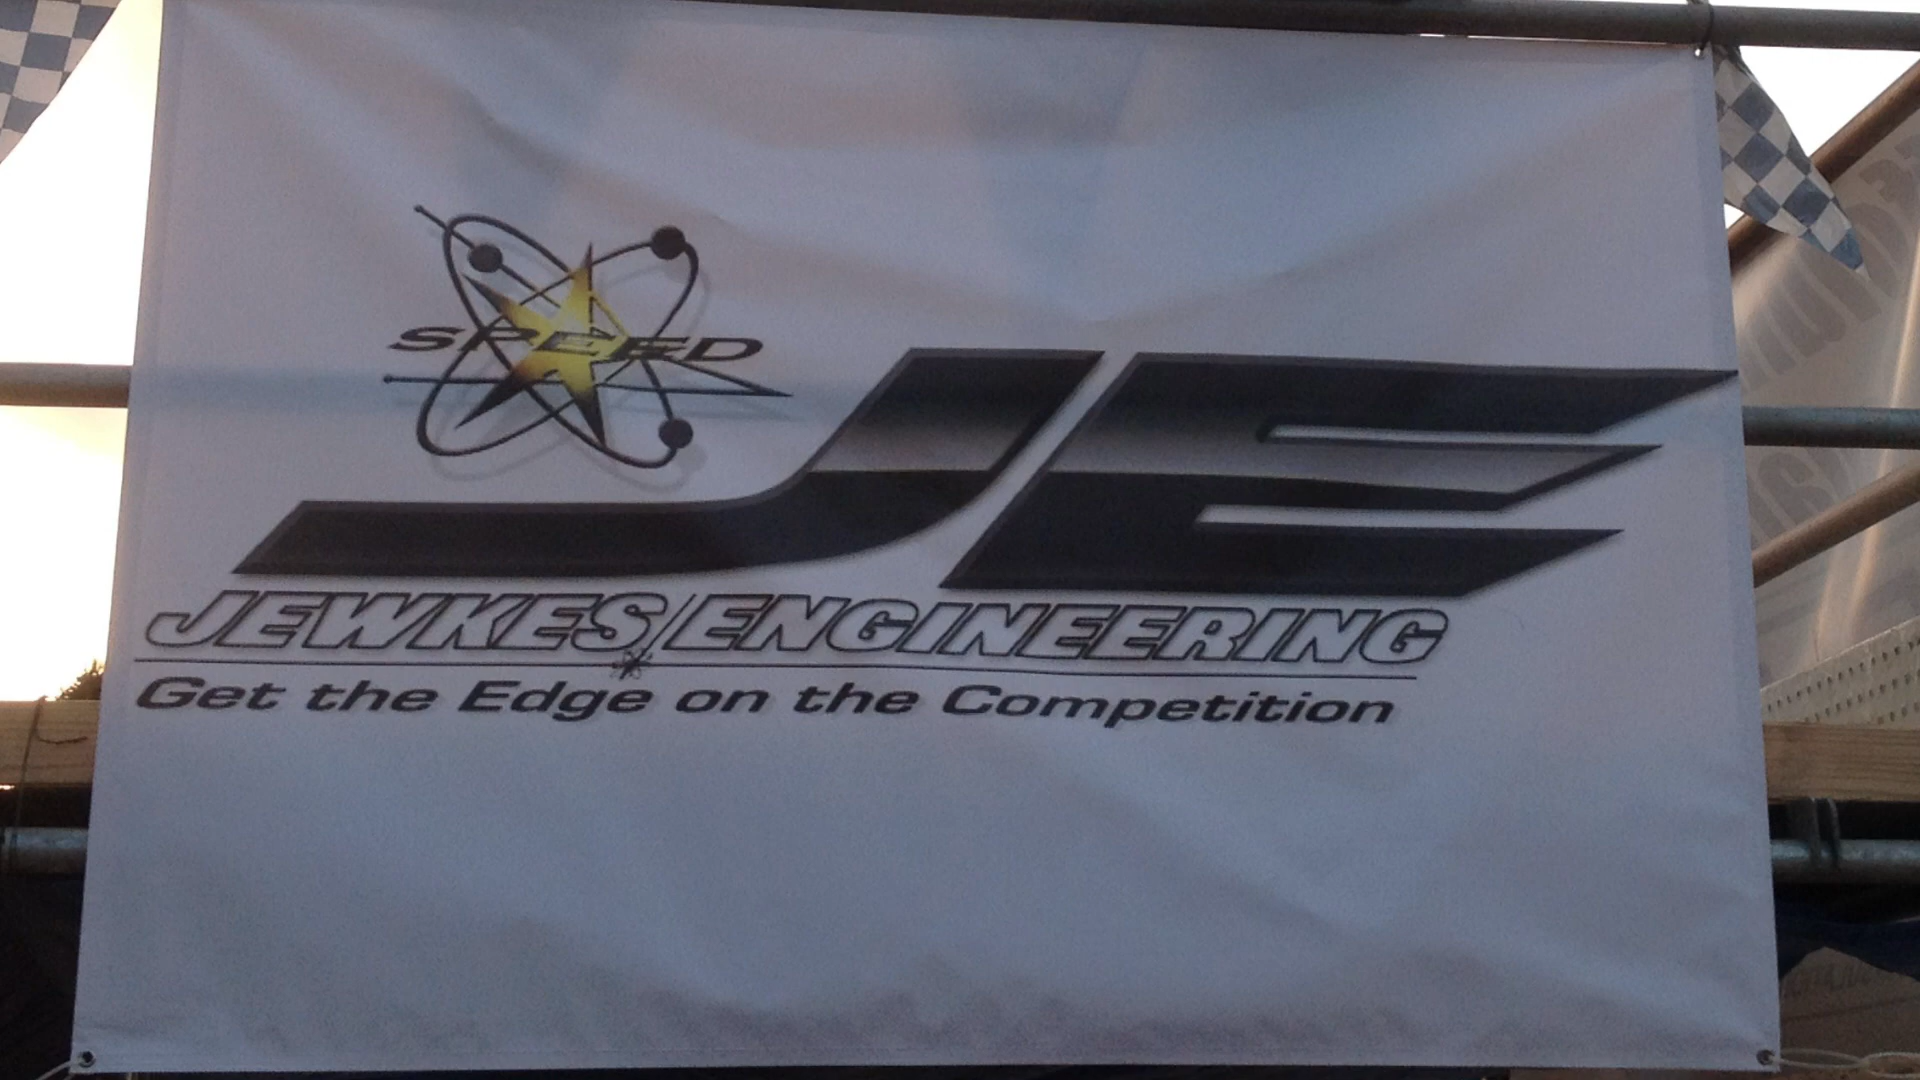 SPEED
JE
JEWKES/ENGINEERING
Get the Edge on the Competition